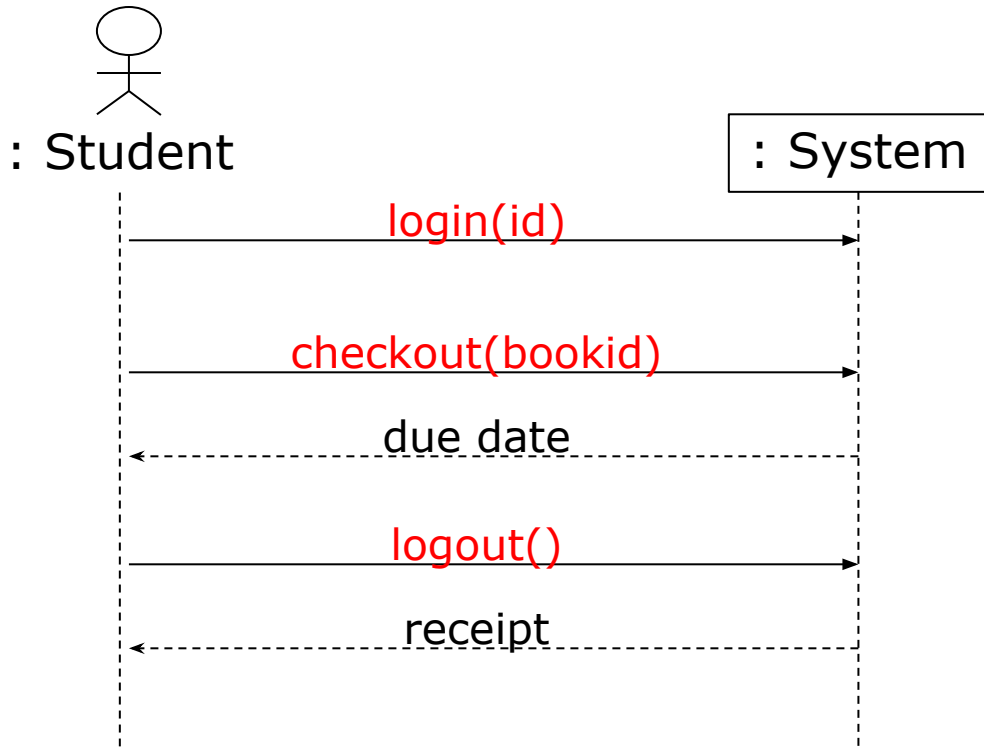 : Student
: System
login(id)
checkout(bookid)
due date
logout()
receipt